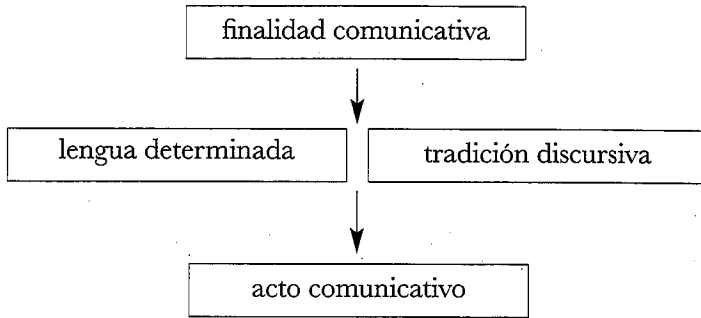 finalidad comunicativa
lengua determinada
tradición discursiva
acto comunicativo